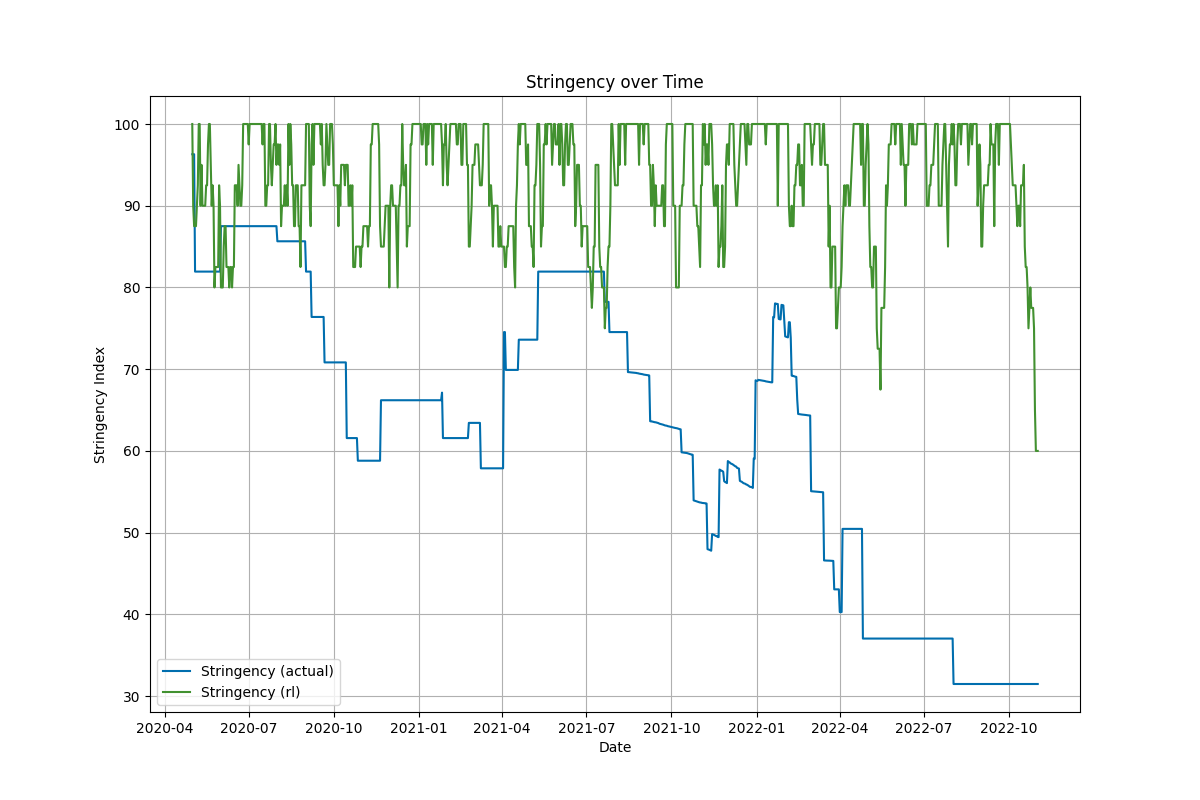 Stringency over Time
Stringency Index
100
90
80
70
60
50
40
30
Stringency (actual)
Stringency (rl)
2020-04 2020-07 2020-10 2021-01 2021-04 2021-07 2021-10 2022-01 2022-04 2022-07 2022-10
Date